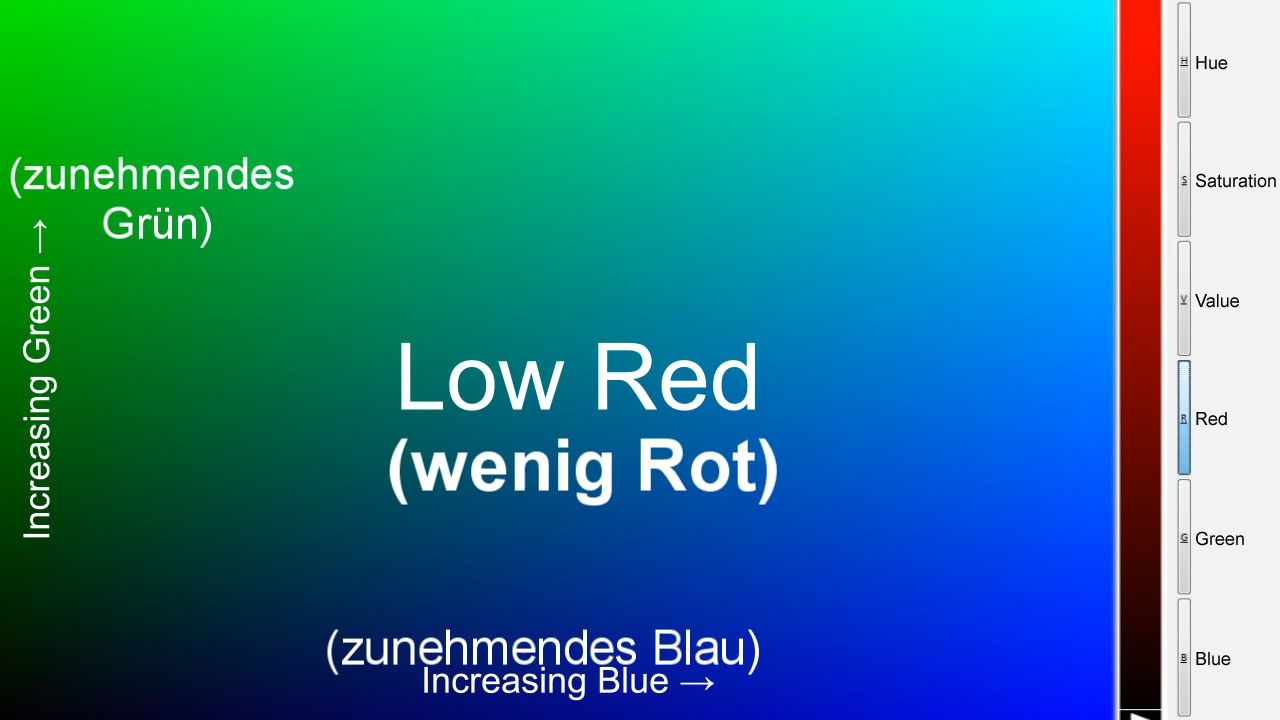 (zunehmendes
Grün)
Increasing Green →
Low Red
(wenig Rot)
(zunehmendes Blau)
Increasing Blue →
H Hue
S Saturation
V Value
R Red
G Green
B Blue